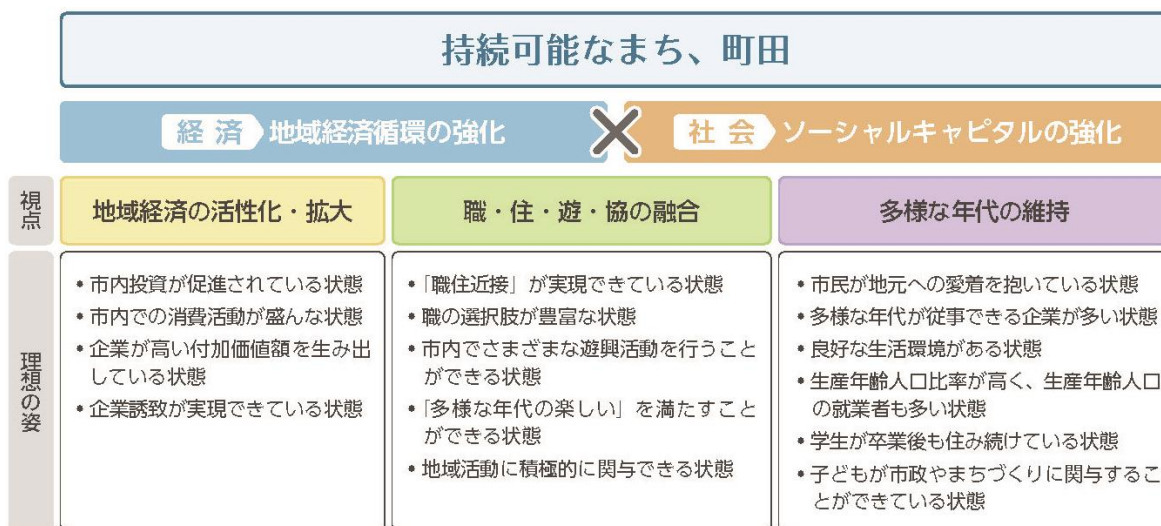 持続可能なまち、町田
経済 地域経済循環の強化
社会 ソーシャルキャピタルの強化
視点
地域経済の活性化・拡大
職・住・遊・協の融合
多様な年代の維持
理想の姿
• 市内投資が促進されている状態
• 市内での消費活動が盛んな状態
• 企業が高い付加価値額を生み出
している状態
• 企業誘致が実現できている状態
• 「職住近接」が実現できている状態
• 職の選択肢が豊富な状態
• 市内でさまざまな遊興活動を行うこと
ができる状態
• 「多様な年代の楽しい」を満たすこと
ができる状態
• 地域活動に積極的に関与できる状態
• 市民が地元への愛着を抱いている状態
• 多様な年代が従事できる企業が多い状態
• 良好な生活環境がある状態
• 生産年齢人口比率が高く、生産年齢人口
の就業者も多い状態
• 学生が卒業後も住み続けている状態
• 子どもが市政やまちづくりに関与するこ
とができている状態